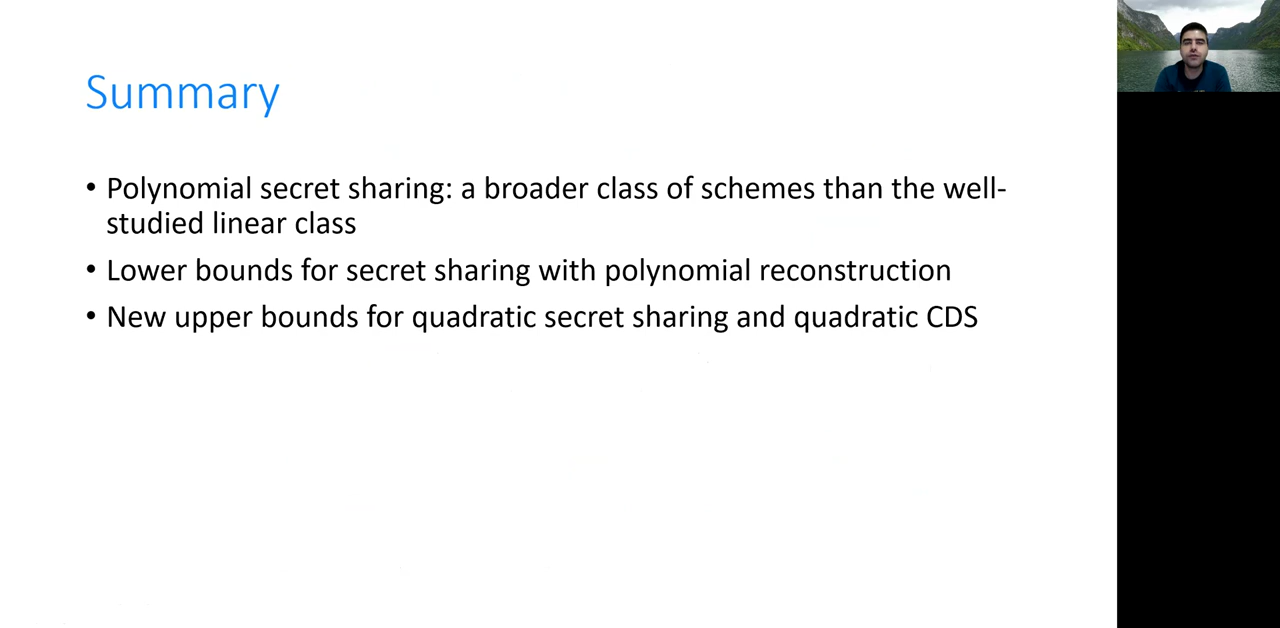 Summary
• Polynomial secret sharing: a broader class of schemes than the well-
studied linear class
• Lower bounds for secret sharing with polynomial reconstruction
• New upper bounds for quadratic secret sharing and quadratic CDS